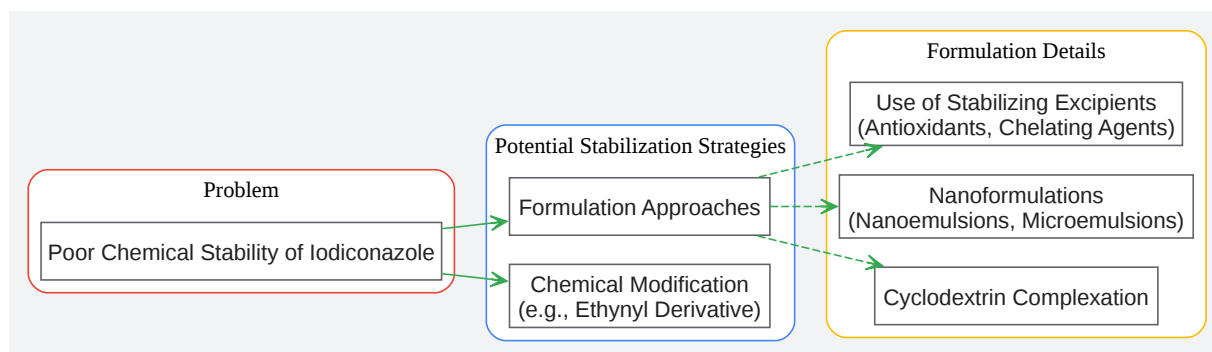 Problem
Poor Chemical Stability of Iodiconazole
Potential Stabilization Strategies
Formulation Approaches
Chemical Modification
(e.g., Ethynyl Derivative)
Formulation Details
Use of Stabilizing Excipients
(Antioxidants, Chelating Agents)
Nanoformulations
(Nanoemulsions, Microemulsions)
Cyclodextrin Complexation